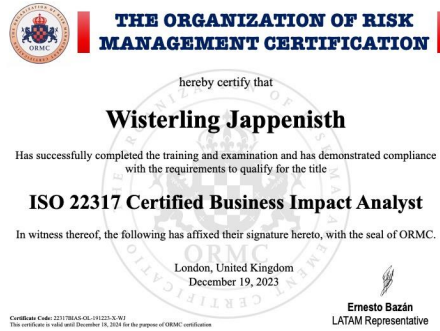 THE ORGANIZATION OF RISK
MANAGEMENT CERTIFICATION
ORMC
hereby certify that
Wisterling Jappenisth
Has successfully completed the training and examination and has demonstrated compliance
with the requirements to qualify for the title
ISO 22317 Certified Business Impact Analyst
In witness thereof, the following has affixed their signature hereto, with the seal of ORMC.
ORMC
London, United Kingdom
December 19, 2023
Ernesto Bazán
LATAM Representative
Certificate Code: 22317BIAS-OL-191223-X-WJ
This certificate is valid until December 18, 2024 for the purpose of ORMC certification